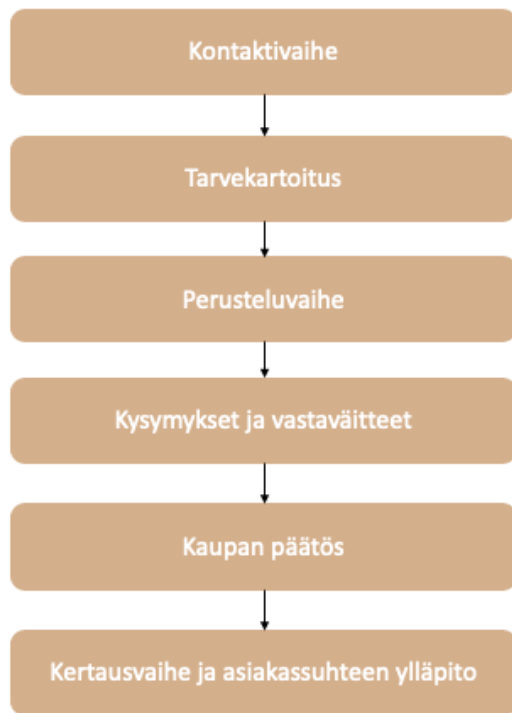 Kontaktivaihe
Tarvekartoitus
Perusteluvaihe
Kysymykset ja vastaväitteet
Kaupan päätös
Kertausvaihe ja asiakassuhteen ylläpito